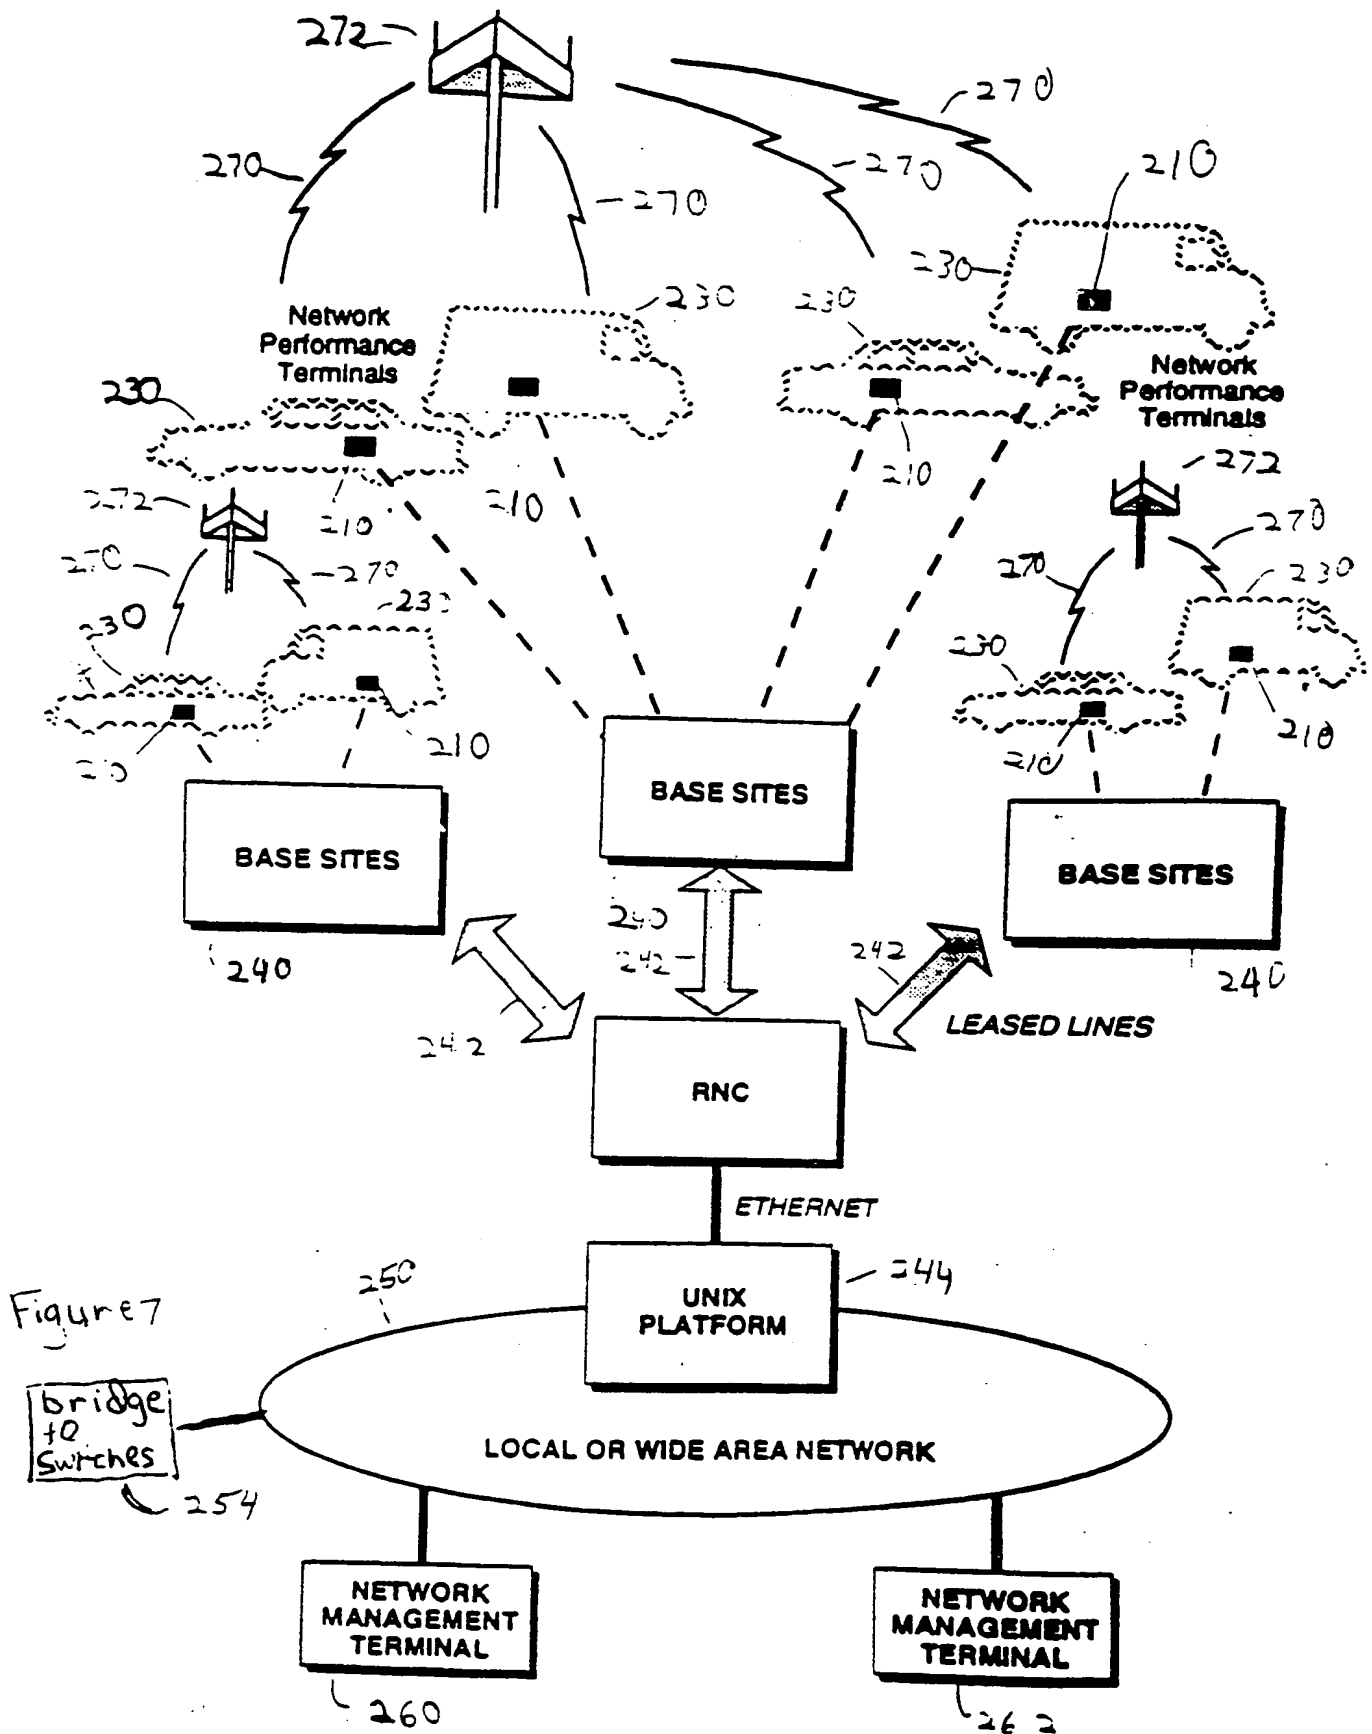 272
270
270
270
270
210
230
230
230
Network
Performance
Terminals
Network
Performance
Terminals
230
210
210
210
272
272
270
270
270
270
230
230
230
230
210
210
210
BASE SITES
BASE SITES
BASE SITES
240
240
240
242
242
242
LEASED LINES
RNC
ETHERNET
250
244
UNIX
PLATFORM
Figure 7
bridge
to
Switches
254
LOCAL OR WIDE AREA NETWORK
NETWORK
MANAGEMENT
TERMINAL
260
NETWORK
MANAGEMENT
TERMINAL
262